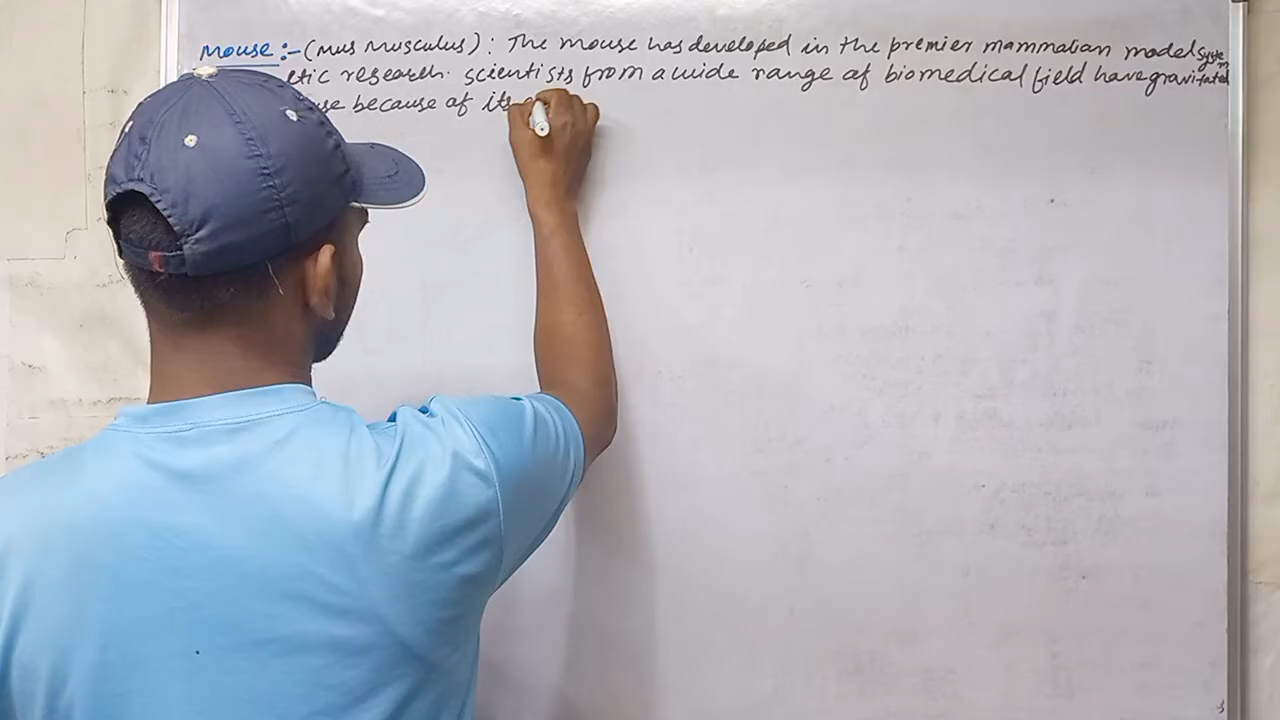 Mouse :- (Mus Musculus) : The mouse has developed in the premier mammalian model System
etic research. scientists from a wide range of biomedical field have gravitated
use because of its